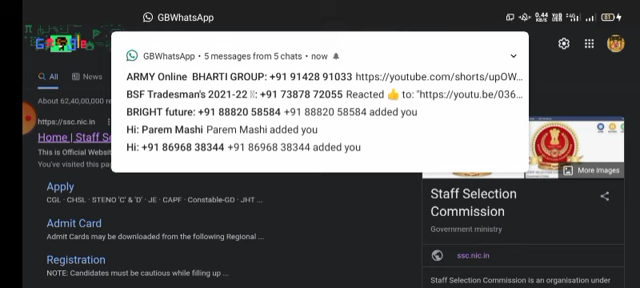 GBWhatsApp
0.44
81
GBWhatsApp • 5 messages from 5 chats • now
ARMY Online BHARTI GROUP: +91 91428 91033 https://youtube.com/shorts/upOW...
BSF Tradesman's 2021-22 : +91 73878 72055 Reacted 👍 to: "https://youtu.be/036...
BRIGHT future: +91 88820 58584 +91 88820 58584 added you
Hi: Parem Mashi Parem Mashi added you
Hi: +91 86968 38344 +91 86968 38344 added you
All
News
About 62,40,00,000 re
https://ssc.nic.in
Home | Staff S
This is Official Websit
You've visited this pa
Apply
CGL · CHSL · STENO 'C' & 'D' · JE · CAPF · Constable-GD · JHT ...
Admit Card
Admit Cards may be downloaded from the following Regional ...
Registration
NOTE: Candidates must be cautious while filling up ...
More images
Staff Selection
Commission
Government ministry
ssc.nic.in
Staff Selection Commission is an organisation under